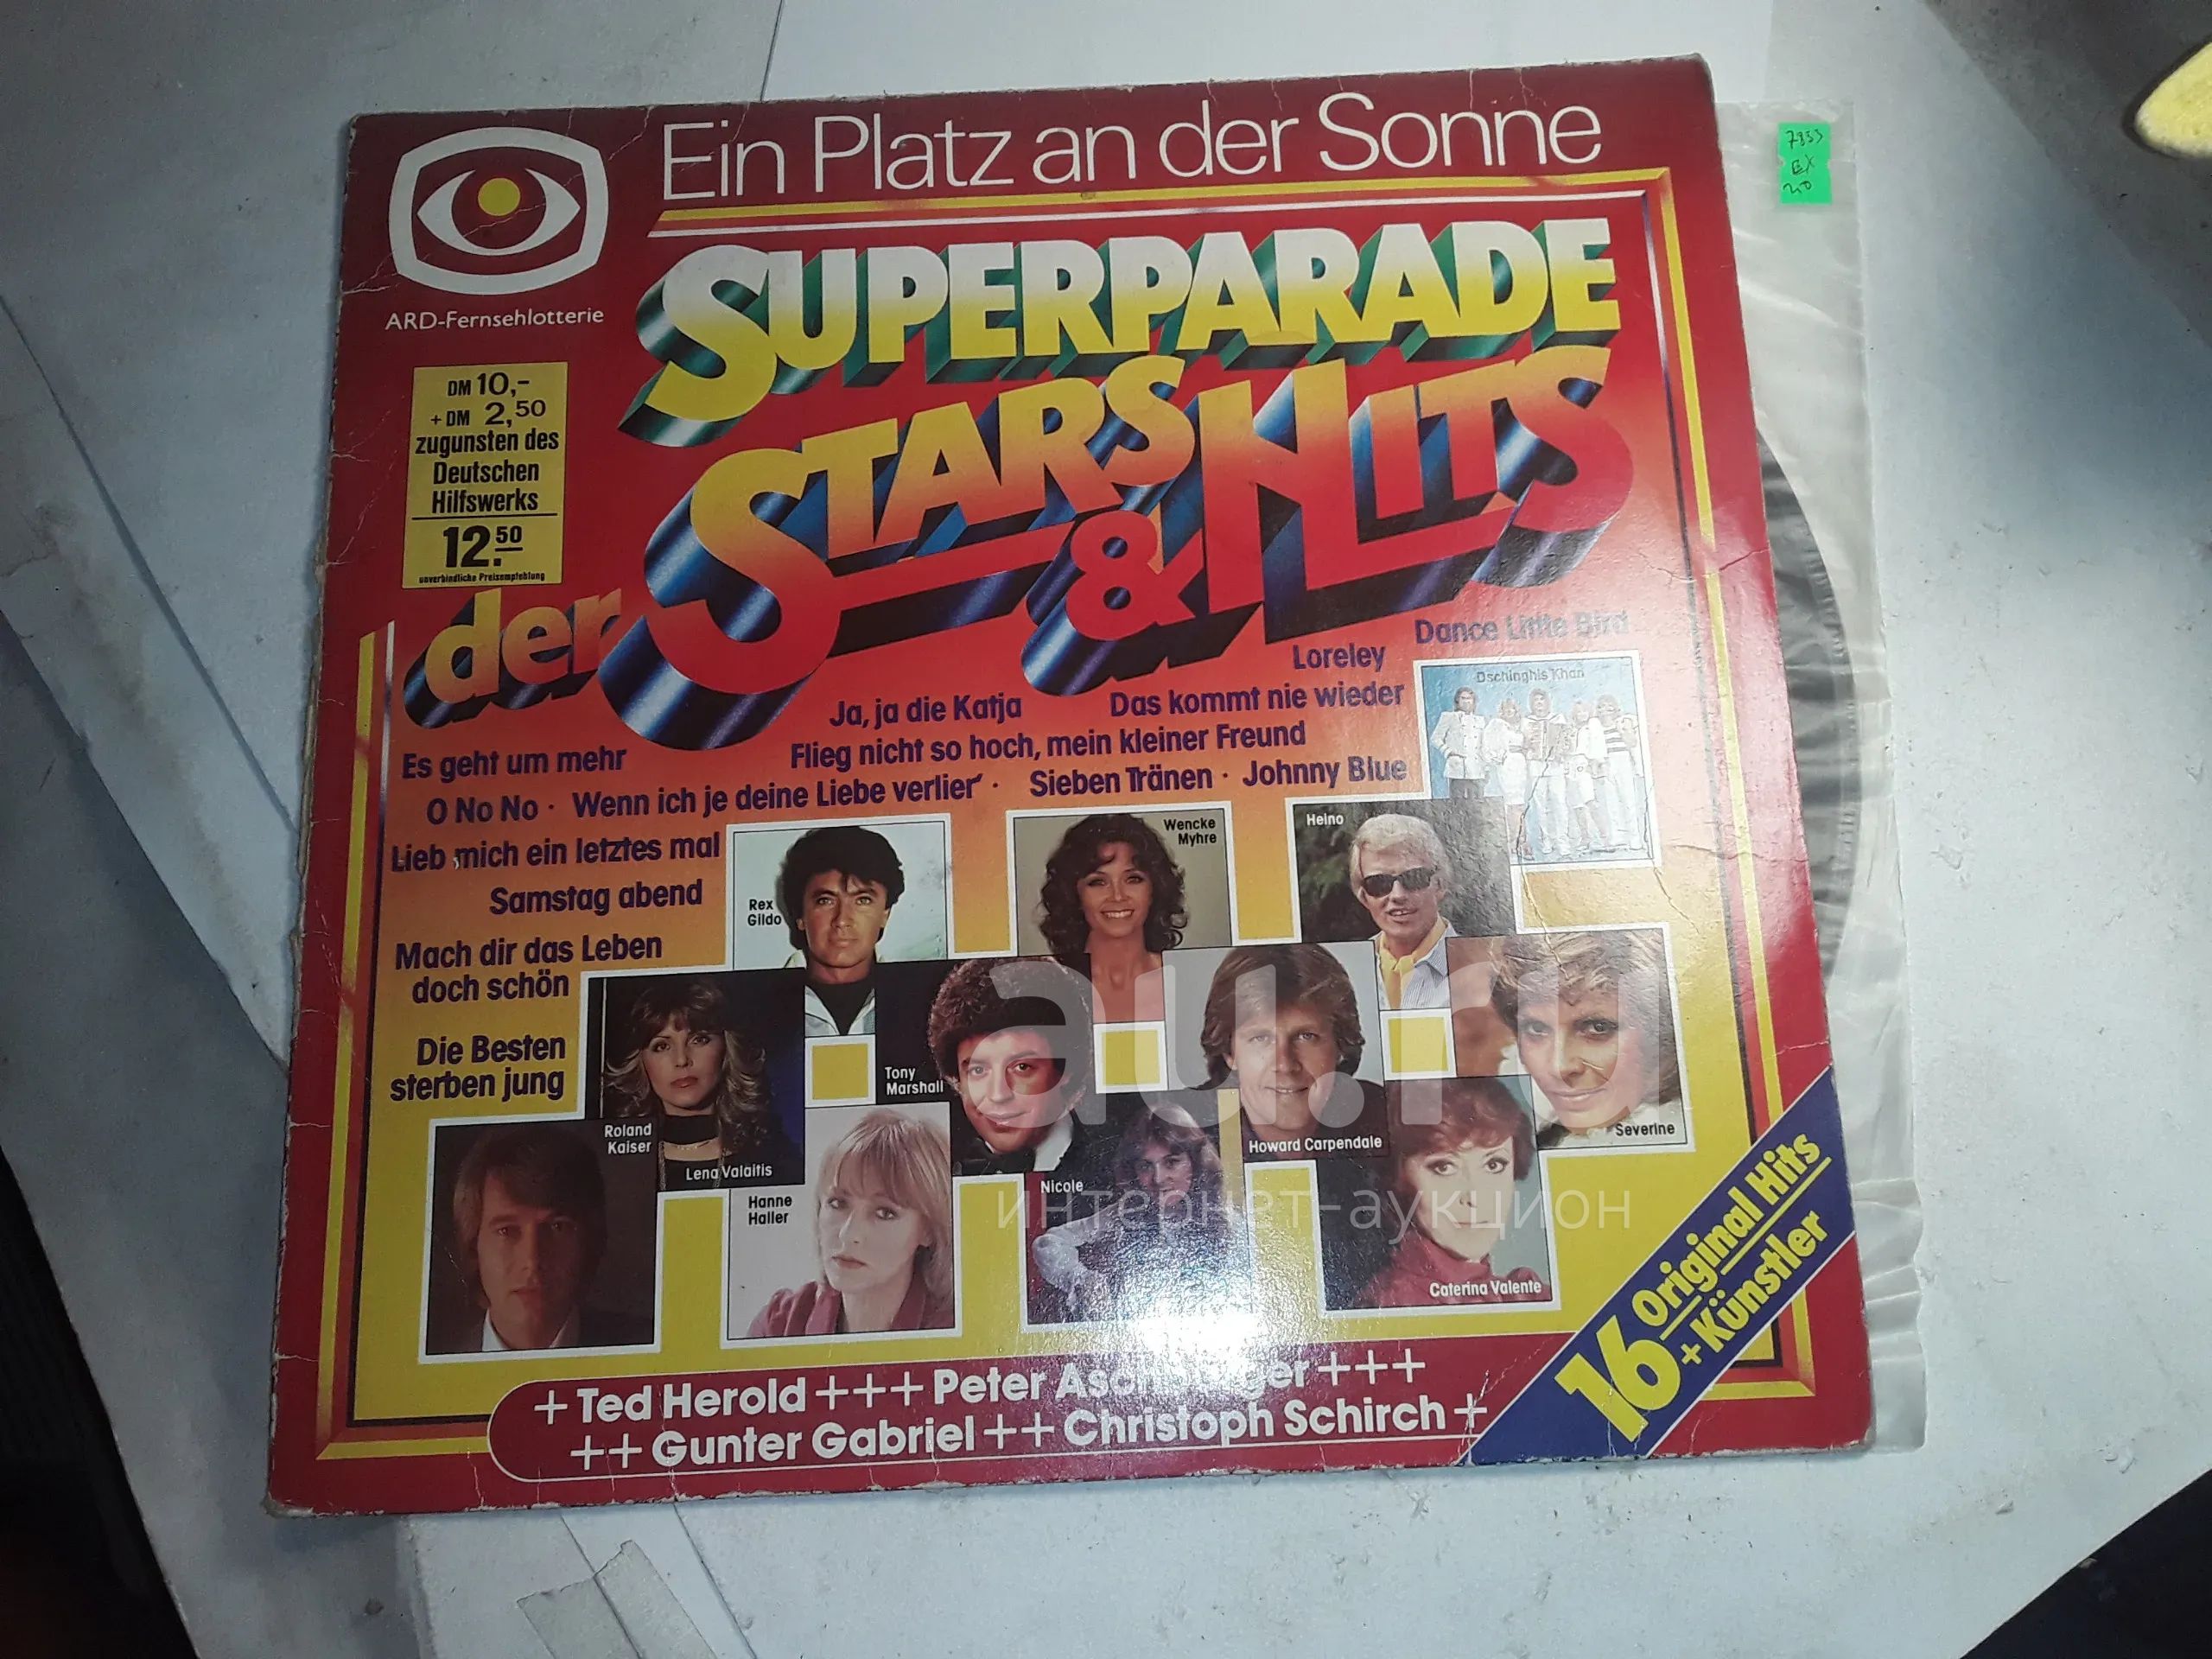 Ein Platz an der Sonne
ARD-Fernsehlotterie
SUPERPARADE
der STARS & HITS
DM 10,-
+ DM 2,50
zugunsten des
Deutschen
Hilfswerks
12.50
unverbindliche Preisempfehlung
Dance Little Bird
Loreley
Ja, ja die Katja
Das kommt nie wieder
Es geht um mehr
Flieg nicht so hoch, mein kleiner Freund
O No No · Wenn ich je deine Liebe verlier' · Sieben Tränen · Johnny Blue
Lieb mich ein letztes mal
Samstag abend
Mach dir das Leben
doch schön
Die Besten
sterben jung
Dschinghis Khan
Rex
Gildo
Wencke
Myhre
Heino
Roland
Kaiser
Lena Valaitis
Tony
Marshall
Hanne
Haller
Nicole
Howard Carpendale
Severine
Caterina Valente
16 Original Hits
+ Künstler
+ Ted Herold +++ Peter +++
++ Gunter Gabriel ++ Christoph Schirch +
7833
EX
au.ru
интернет-аукцион